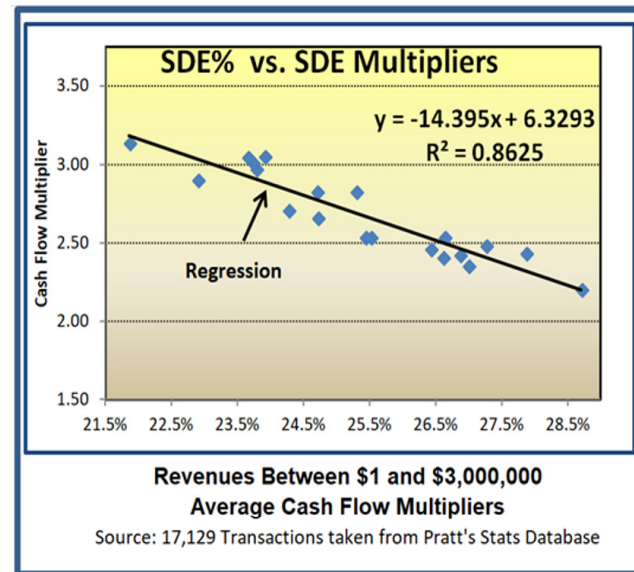 SDE% vs. SDE Multipliers
y = -14.395x + 6.3293
R² = 0.8625
Cash Flow Multiplier
3.50
3.00
2.50
2.00
1.50
Regression
21.5% 22.5% 23.5% 24.5% 25.5% 26.5% 27.5% 28.5%
Revenues Between $1 and $3,000,000
Average Cash Flow Multipliers
Source: 17,129 Transactions taken from Pratt's Stats Database